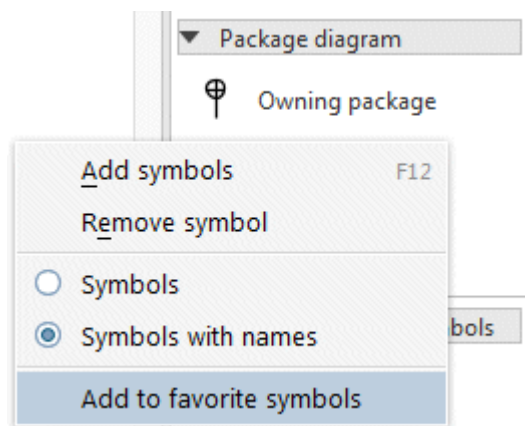 Package diagram
Owning package
Add symbols F12
Remove symbol
Symbols
Symbols with names
bols
Add to favorite symbols